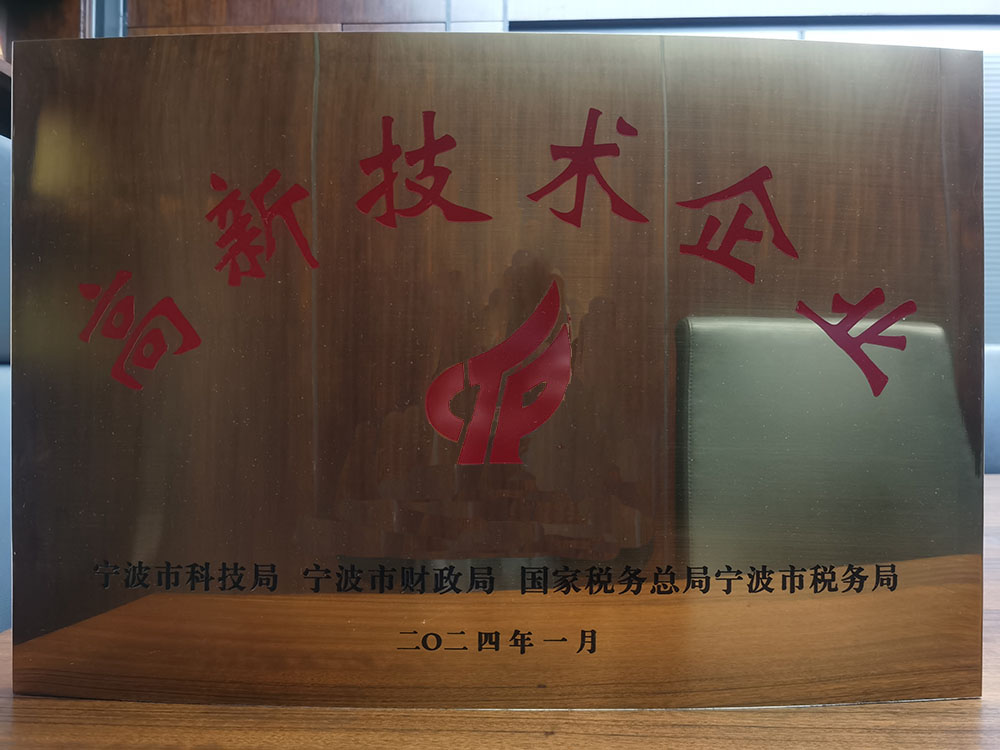 高新技术企业
宁波市科技局 宁波市财政局 国家税务总局宁波市税务局
二〇二四年一月